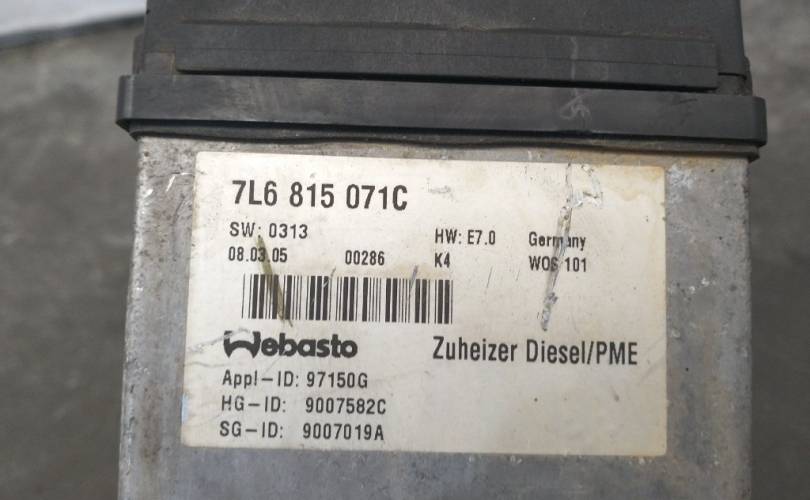 7L6 815 071C
SW: 0313 HW: E7.0 Germany
08.03.05 00286 K4 WOS 101
Webasto Zuheizer Diesel/PME
Appl-ID: 97150G
HG-ID: 9007582C
SG-ID: 9007019A